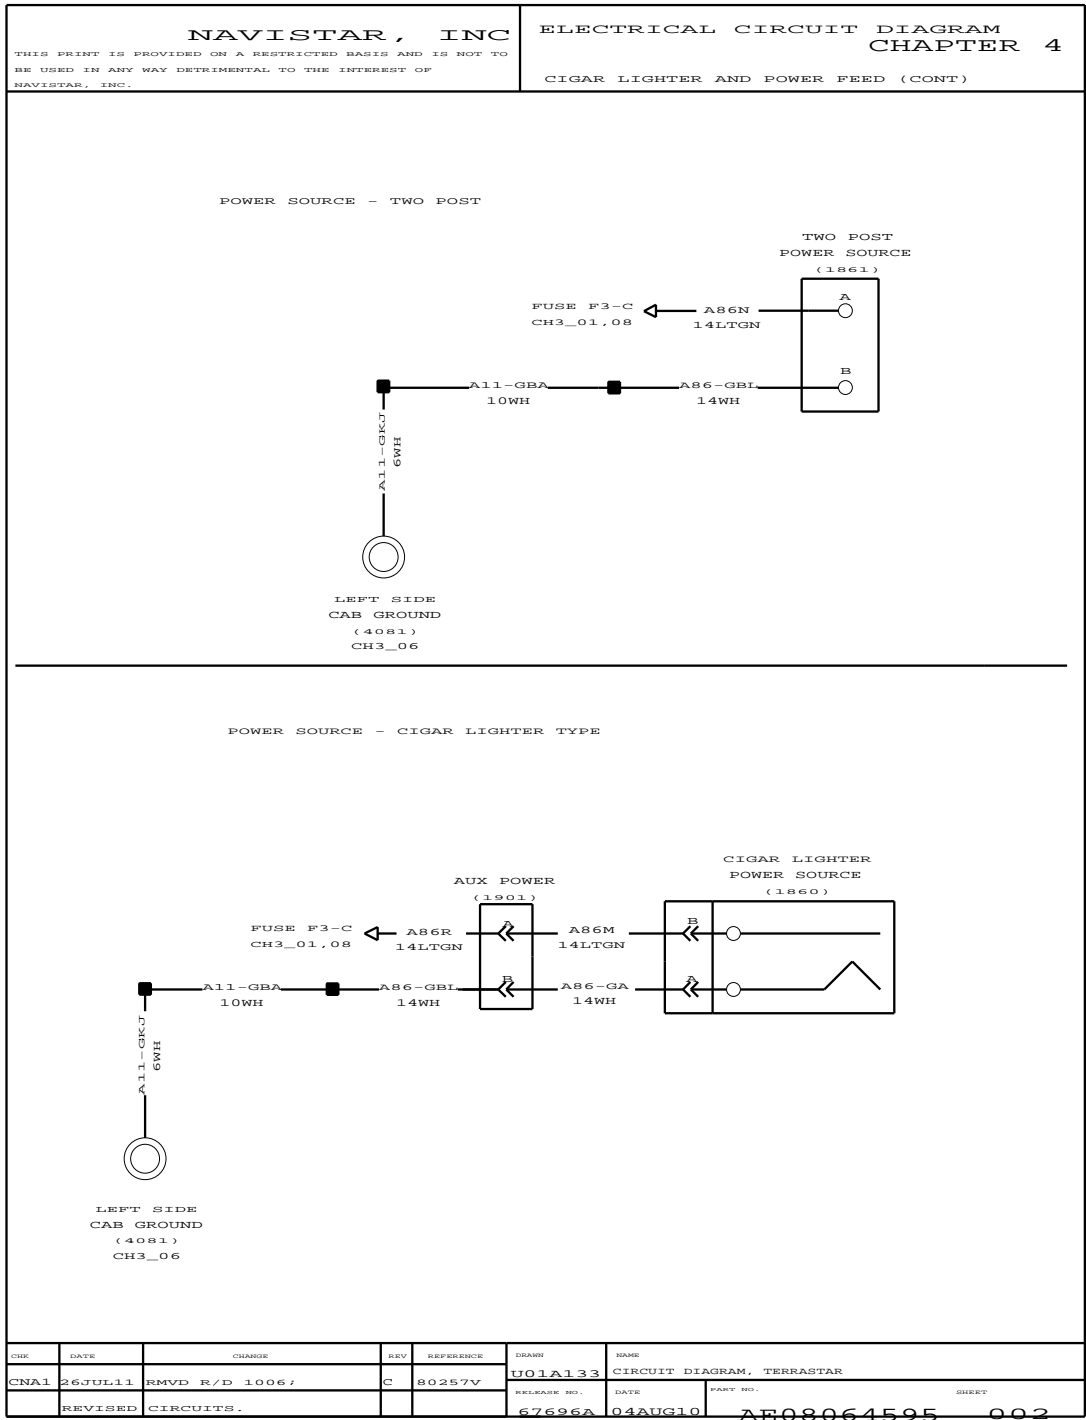 NAVISTAR, INC
THIS PRINT IS PROVIDED ON A RESTRICTED BASIS AND IS NOT TO
BE USED IN ANY WAY DETRIMENTAL TO THE INTEREST OF
NAVISTAR, INC.
ELECTRICAL CIRCUIT DIAGRAM
CHAPTER 4
CIGAR LIGHTER AND POWER FEED (CONT)
POWER SOURCE - TWO POST
TWO POST
POWER SOURCE
(1861)
A
FUSE F3-C
CH3_01,08
A86N
14LTGN
B
A11-GBA
10WH
A86-GBL
14WH
A11-GKJ
6WH
LEFT SIDE
CAB GROUND
(4081)
CH3_06
POWER SOURCE - CIGAR LIGHTER TYPE
CIGAR LIGHTER
POWER SOURCE
(1860)
AUX POWER
(1901)
FUSE F3-C
CH3_01,08
A86R
14LTGN
A
A86M
14LTGN
B
A11-GBA
10WH
A86-GBL
14WH
B
A86-GA
14WH
A
A11-GKJ
6WH
LEFT SIDE
CAB GROUND
(4081)
CH3_06
CHK DATE CHANGE REV REFERENCE
CNA1 26JUL11 RMVD R/D 1006; C 80257V
REVISED CIRCUITS.
DRAWN
U01A133
NAME
CIRCUIT DIAGRAM, TERRASTAR
RELEASE NO.
67696A
DATE
04AUG10
PART NO.
AE08064595
SHEET
002